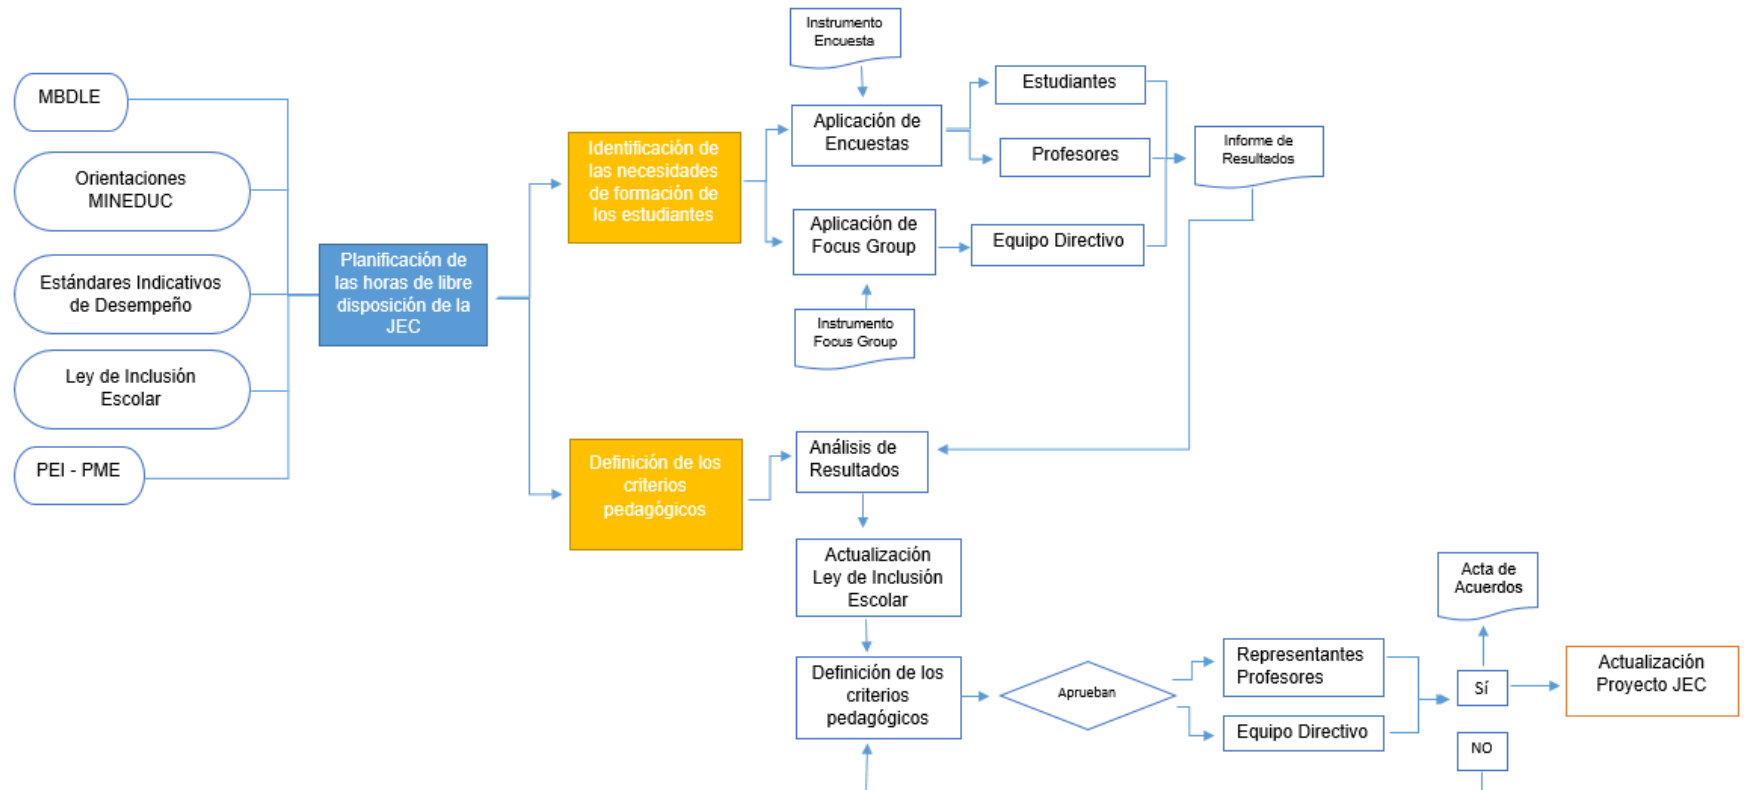 MBDLE
Orientaciones
MINEDUC
Estándares Indicativos
de Desempeño
Ley de Inclusión
Escolar
PEI - PME
Planificación de
las horas de libre
disposición de la
JEC
Identificación de
las necesidades
de formación de
los estudiantes
Definición de los
criterios
pedagógicos
Instrumento
Encuesta
Aplicación de
Encuestas
Aplicación de
Focus Group
Instrumento
Focus Group
Estudiantes
Profesores
Equipo Directivo
Informe de
Resultados
Análisis de
Resultados
Actualización
Ley de Inclusión
Escolar
Definición de los
criterios
pedagógicos
Aprueban
Representantes
Profesores
Equipo Directivo
Acta de
Acuerdos
Sí
NO
Actualización
Proyecto JEC